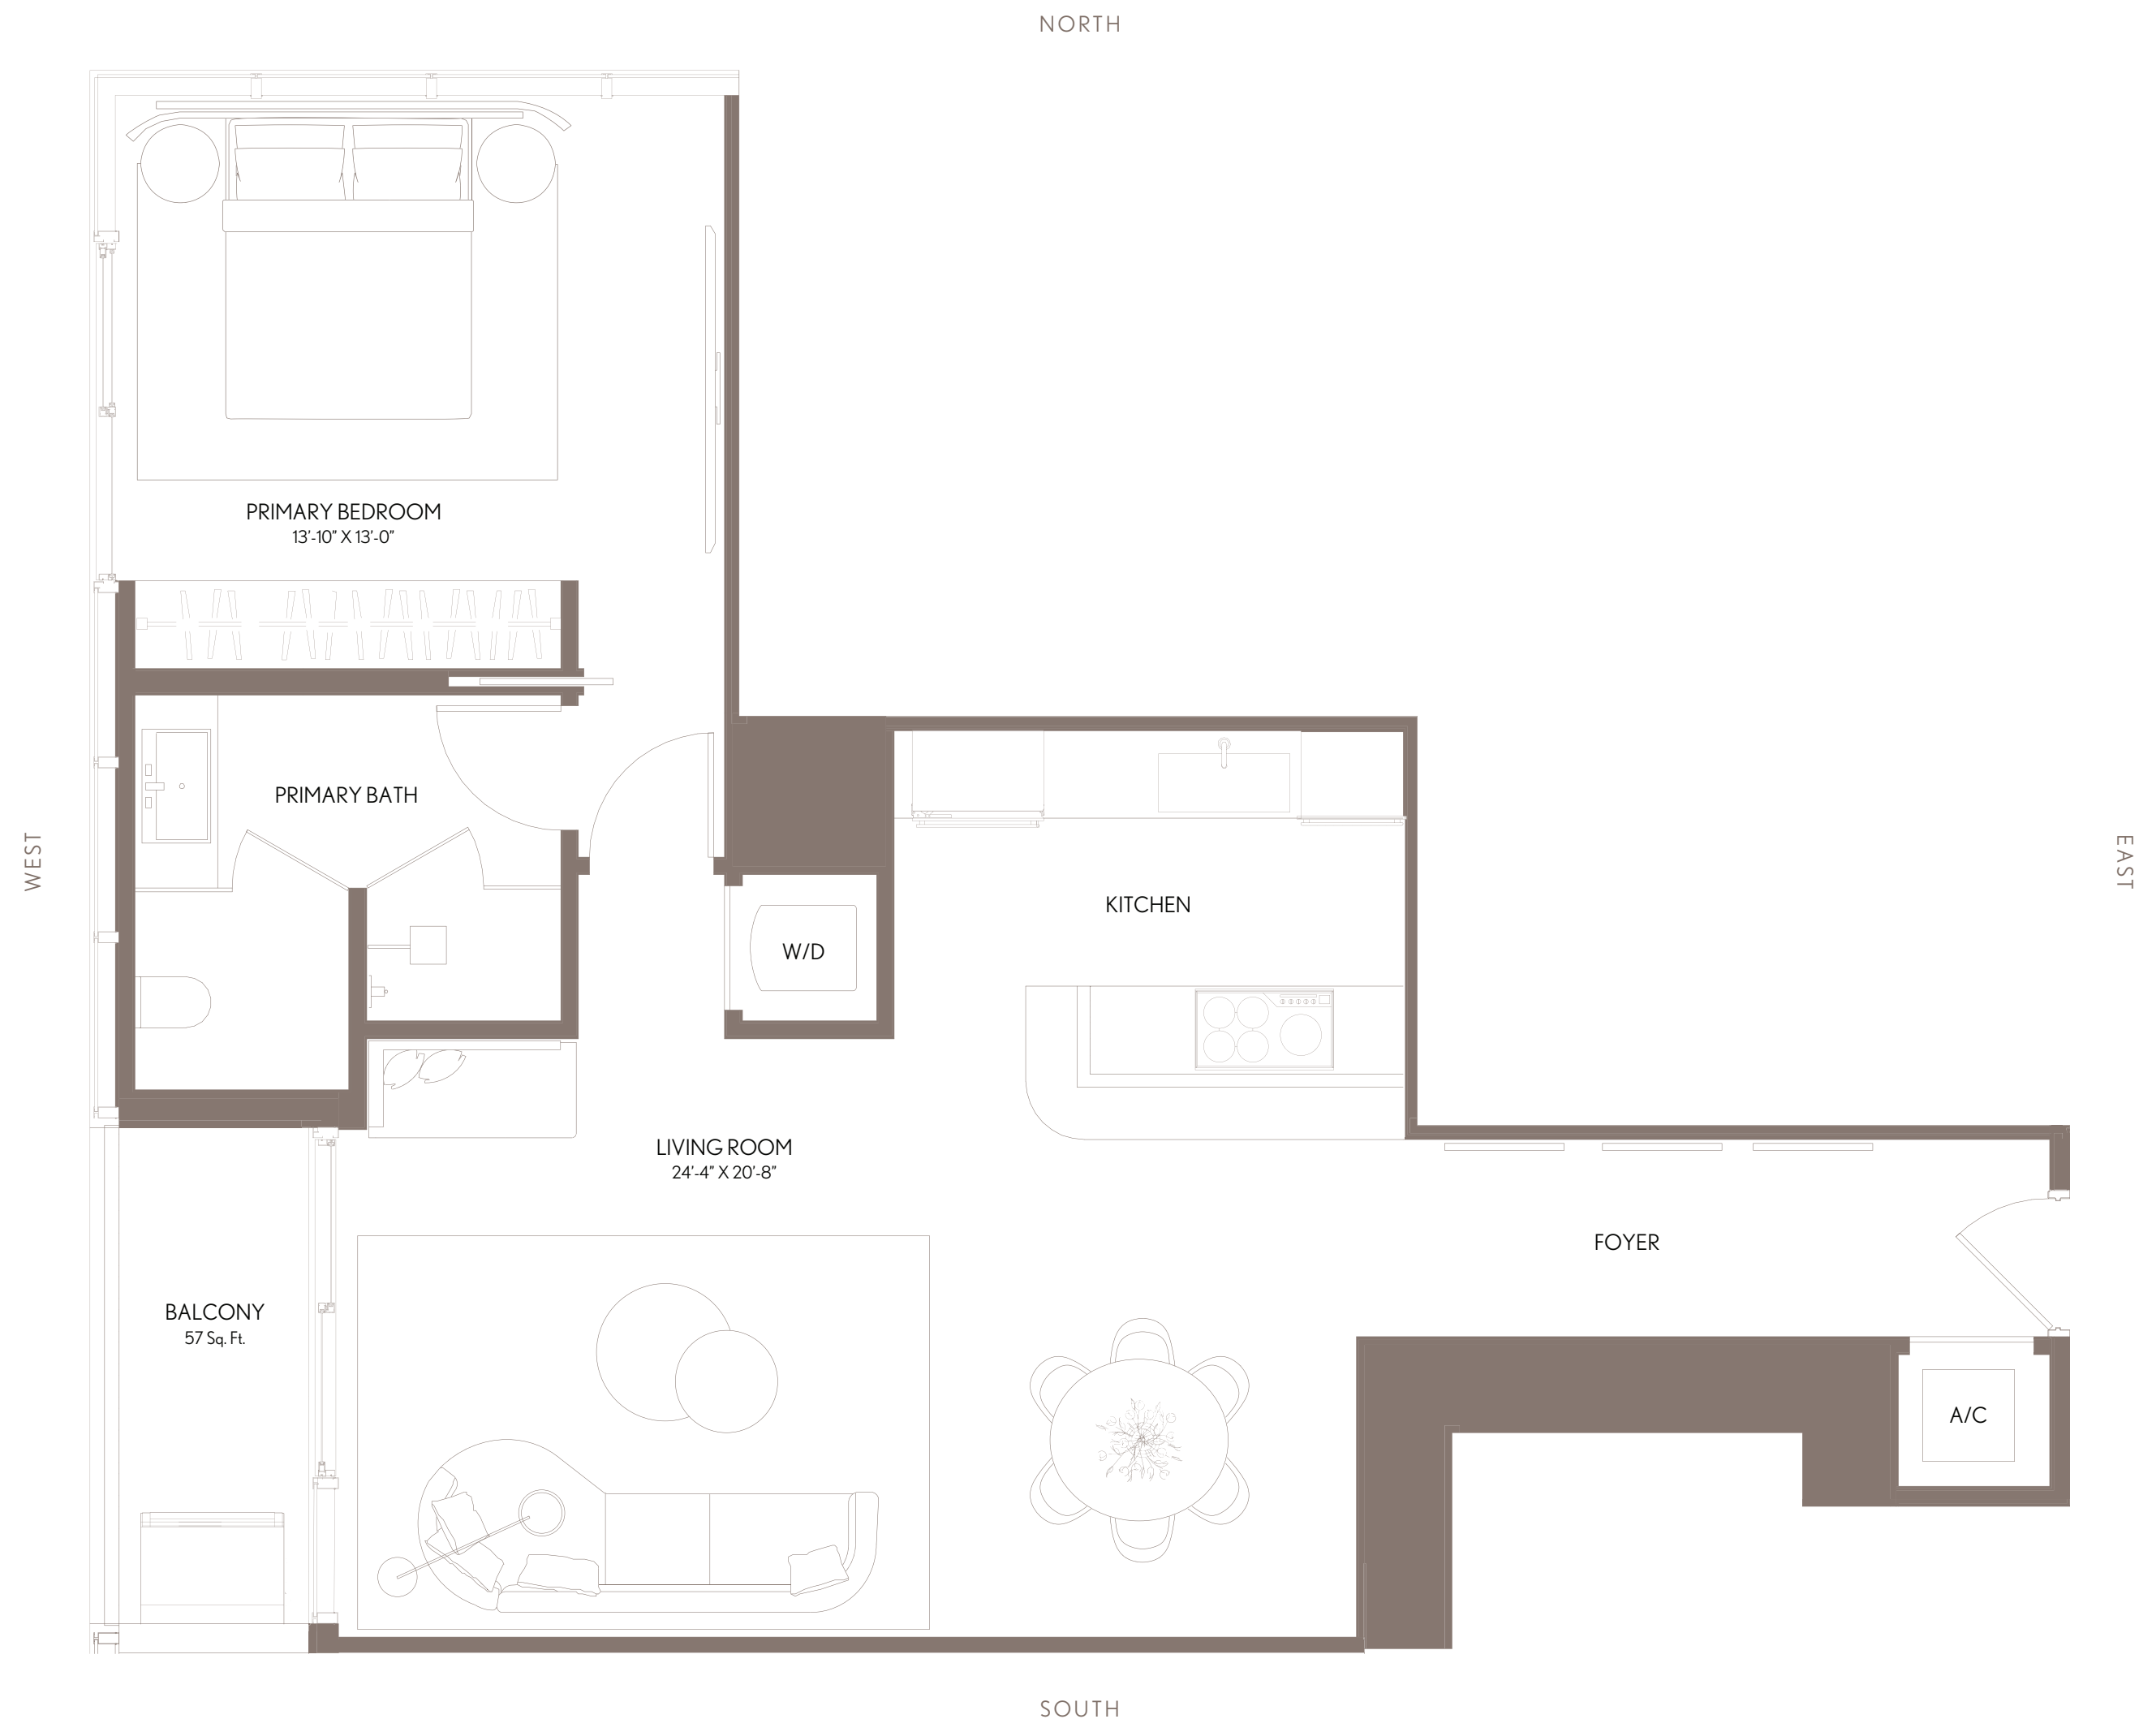 NORTH
PRIMARY BEDROOM
13’-10” X 13’-0”
PRIMARY BATH
WEST
EAST
KITCHEN
W/D
LIVING ROOM
24’-4” X 20’-8”
FOYER
BALCONY
57 Sq. Ft.
A/C
SOUTH